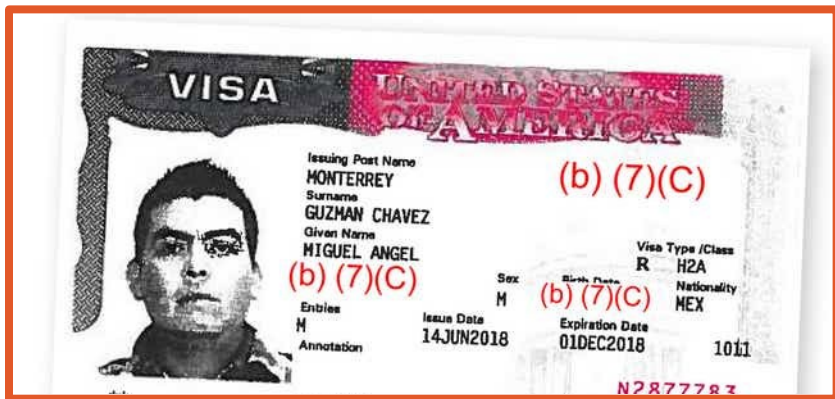 VISA
UNITED STATES
OF AMERICA
Issuing Post Name
MONTERREY
(b) (7)(C)
Surname
GUZMAN CHAVEZ
Given Name
MIGUEL ANGEL
Visa Type /Class
R H2A
(b) (7)(C)
Sex
M
Birth Date
(b) (7)(C)
Nationality
MEX
Entries
M
Issue Date
14JUN2018
Expiration Date
01DEC2018
1011
Annotation
N2877783